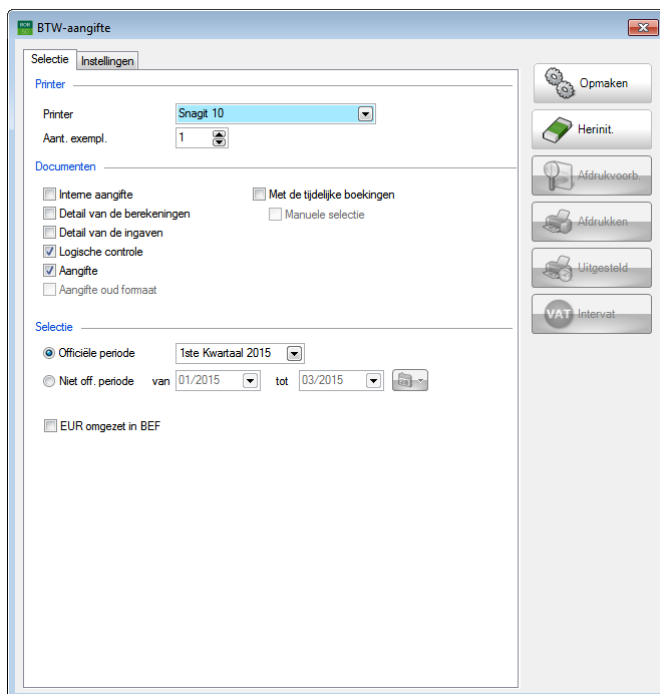 BTW-aangifte
Selectie
Instellingen
Printer
Printer
Snagit 10
Aant. exempl.
1
Documenten
Interne aangifte
Met de tijdelijke boekingen
Detail van de berekeningen
Manuele selectie
Detail van de ingaven
Logische controle
Aangifte
Aangifte oud formaat
Selectie
Officiële periode
1ste Kwartaal 2015
Niet off. periode van 01/2015 tot 03/2015
EUR omgezet in BEF
Opmaken
Herinit.
Afdrukvoorb.
Afdrukken
Uitgesteld
VAT Intervat